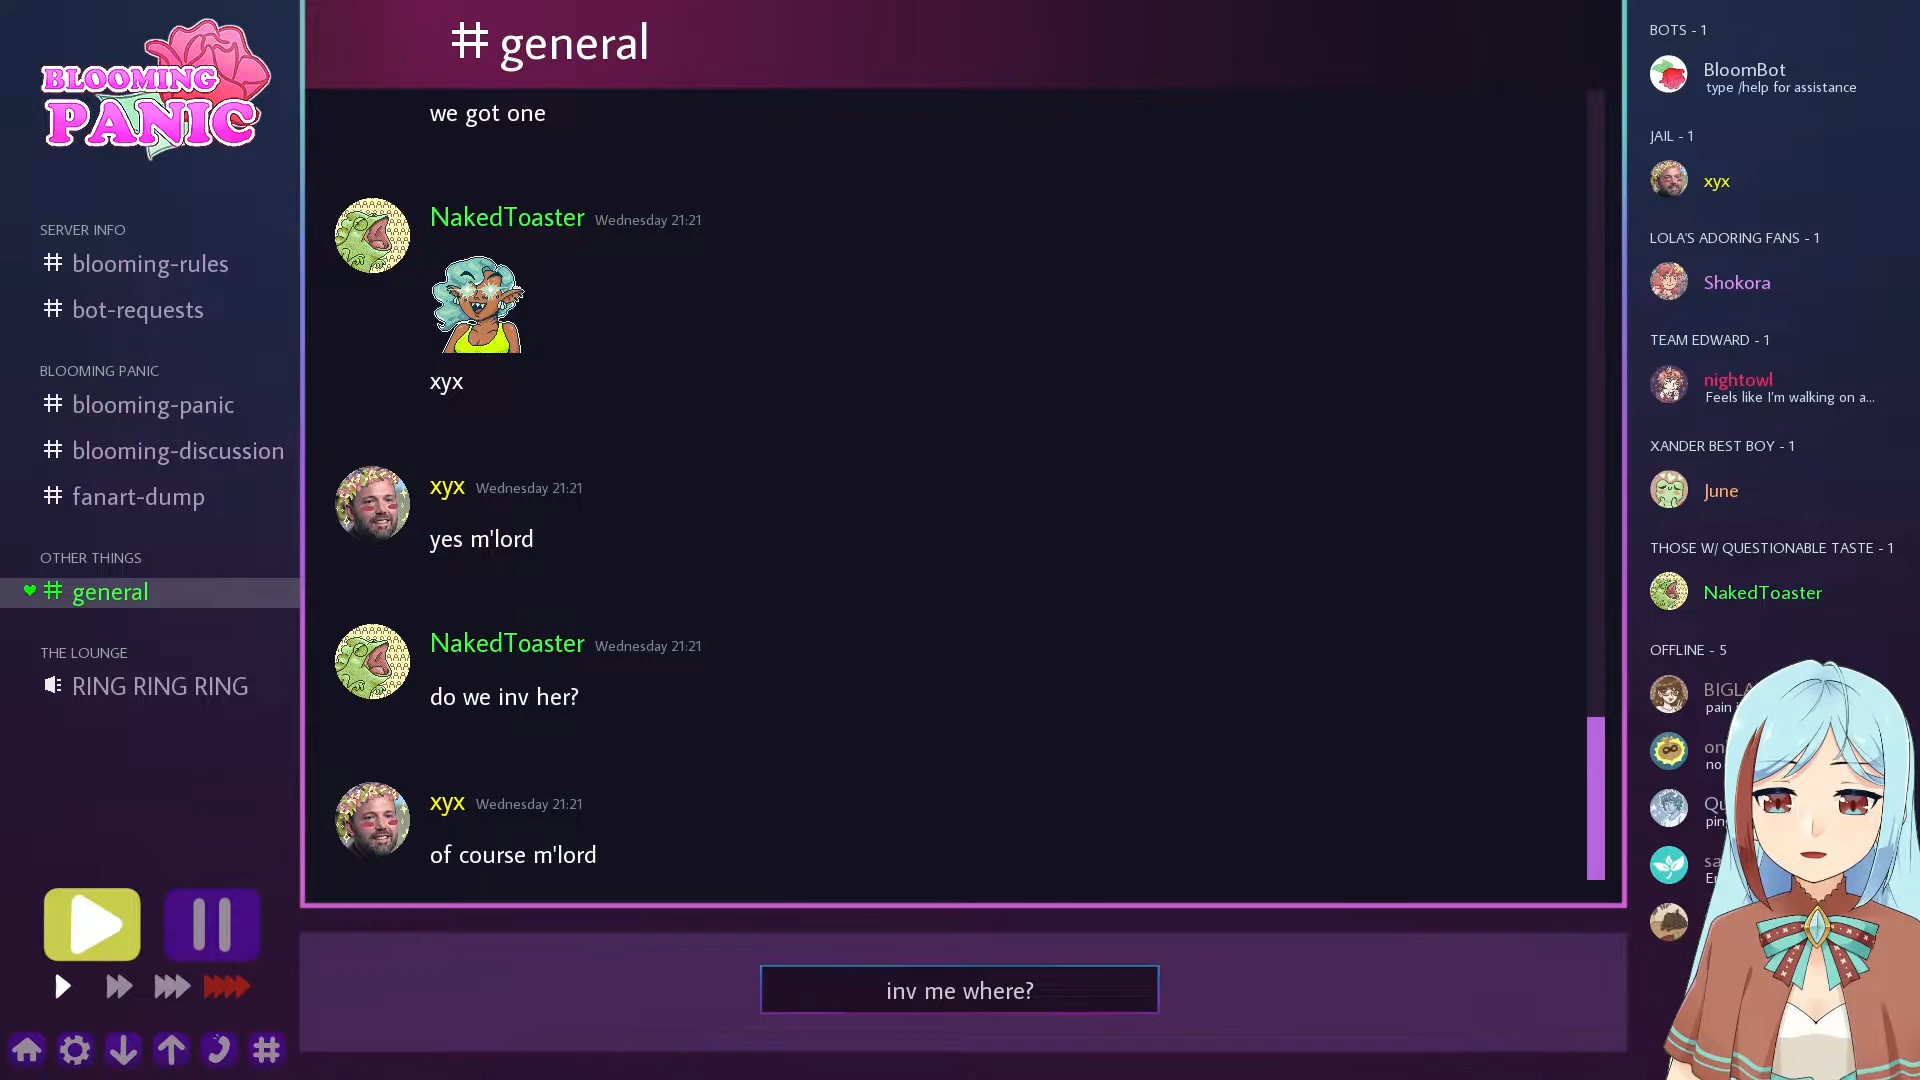 BLOOMING
PANIC
SERVER INFO
# blooming-rules
# bot-requests
BLOOMING PANIC
# blooming-panic
# blooming-discussion
# fanart-dump
OTHER THINGS
# general
THE LOUNGE
RING RING RING
# general
we got one
NakedToaster Wednesday 21:21
xyx
xyx Wednesday 21:21
yes m'lord
NakedToaster Wednesday 21:21
do we inv her?
xyx Wednesday 21:21
of course m'lord
inv me where?
BOTS - 1
BloomBot
type /help for assistance
JAIL - 1
xyx
LOLA'S ADORING FANS - 1
Shokora
TEAM EDWARD - 1
nightowl
Feels like I'm walking on a...
XANDER BEST BOY - 1
June
THOSE W/ QUESTIONABLE TASTE - 1
NakedToaster
OFFLINE - 5
pain
no